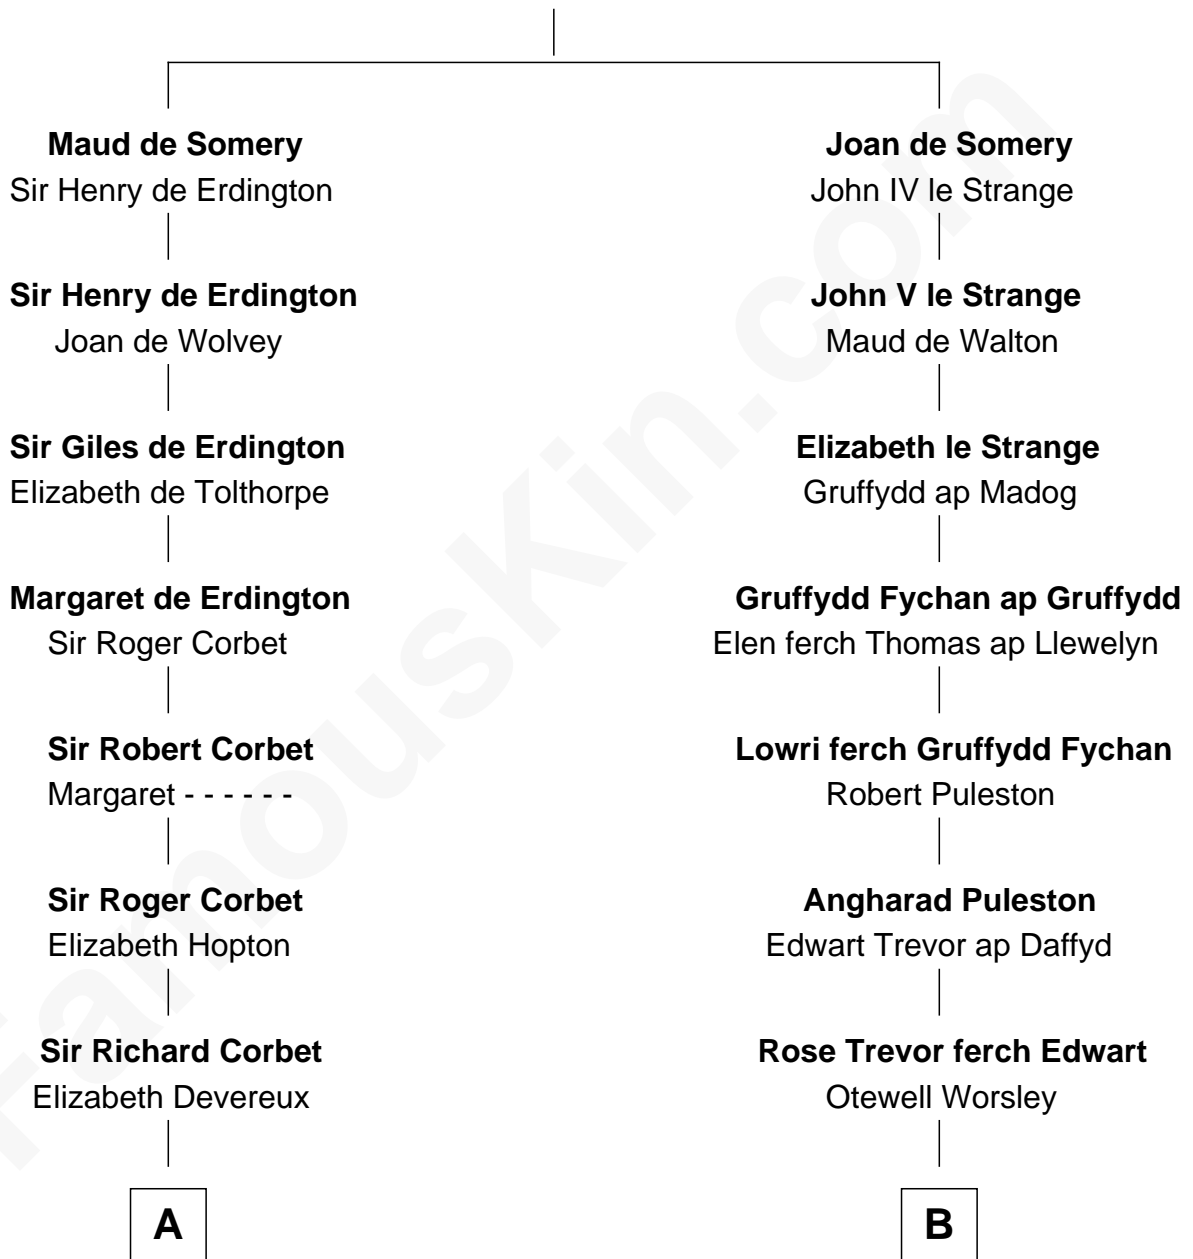 Maud de Somery
Sir Henry de Erdington
Sir Henry de Erdington
Joan de Wolvey
Sir Giles de Erdington
Elizabeth de Tolthorpe
Margaret de Erdington
Sir Roger Corbet
Sir Robert Corbet
Margaret - - - - - -
Sir Roger Corbet
Elizabeth Hopton
Sir Richard Corbet
Elizabeth Devereux
A
Joan de Somery
John IV le Strange
John V le Strange
Maud de Walton
Elizabeth le Strange
Gruffydd ap Madog
Gruffydd Fychan ap Gruffydd
Elen ferch Thomas ap Llewelyn
Lowri ferch Gruffydd Fychan
Robert Puleston
Angharad Puleston
Edwart Trevor ap Daffyd
Rose Trevor ferch Edwart
Otewell Worsley
B
FamousKin.com